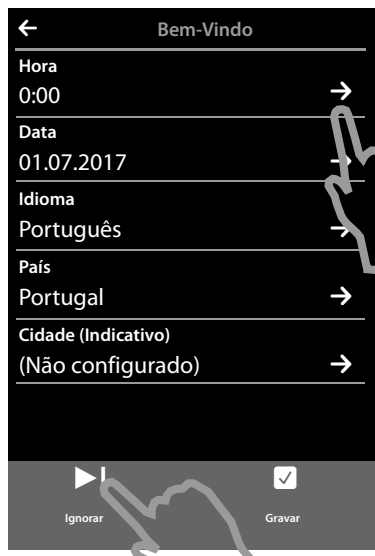 Bem-Vindo
Hora
0:00
Data
01.07.2017
Idioma
Português
País
Portugal
Cidade (Indicativo)
(Não configurado)
Ignorar
Gravar